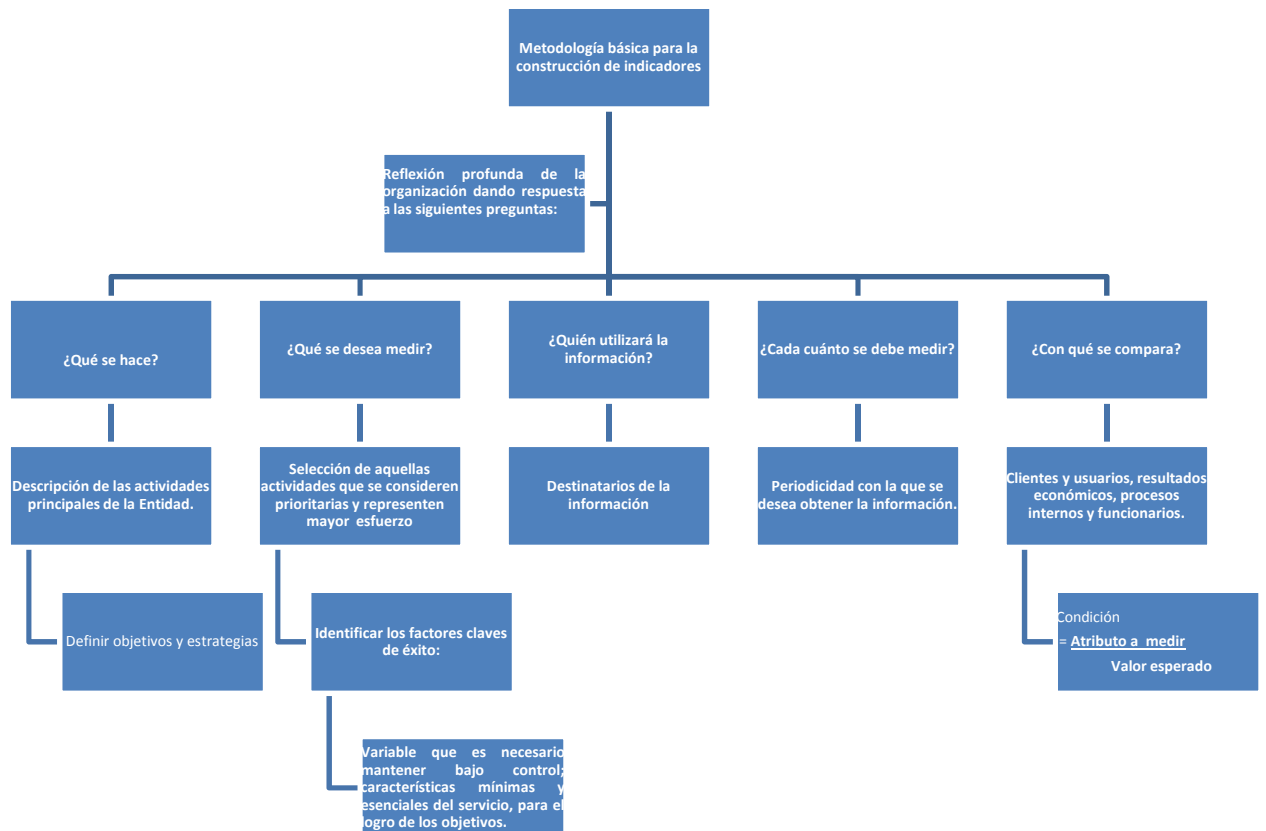 Metodología básica para la
construcción de indicadores
Reflexión profunda de la
organización dando respuesta
a las siguientes preguntas:
¿Qué se hace?
¿Qué se desea medir?
¿Quién utilizará la
información?
¿Cada cuánto se debe medir?
¿Con qué se compara?
Descripción de las actividades
principales de la Entidad.
Selección de aquellas
actividades que se consideren
prioritarias y representen
mayor esfuerzo
Destinatarios de la
información
Periodicidad con la que se
desea obtener la información.
Clientes y usuarios, resultados
económicos, procesos
internos y funcionarios.
Definir objetivos y estrategias
Identificar los factores claves
de éxito:
Condición
= Atributo a medir
Valor esperado
Variable que es necesario
mantener bajo control;
características mínimas y
esenciales del servicio, para el
logro de los objetivos.